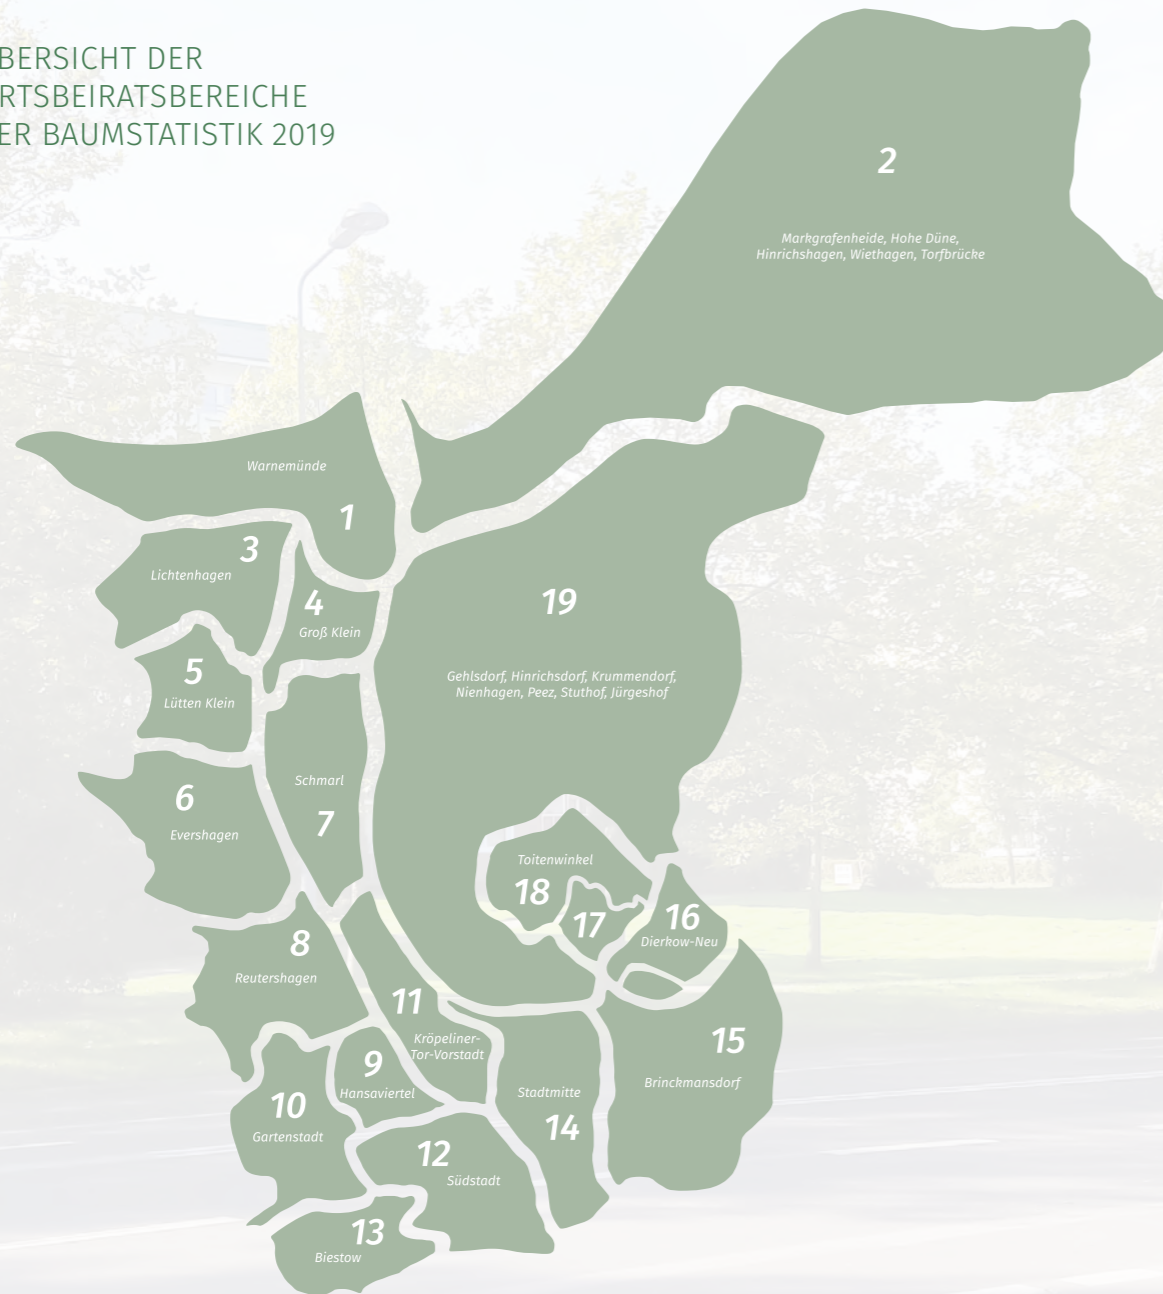 BERSICHT DER
RTSBEIRATSBEREICHE
ER BAUMSTATISTIK 2019
2
Markgrafenheide, Hohe Düne,
Hinrichshagen, Wiethagen, Torfbrücke
Warnemünde
1
3
Lichtenhagen
4
Groß Klein
19
5
Lütten Klein
Gehlsdorf, Hinrichsdorf, Krummendorf,
Nienhagen, Peez, Stuthof, Jürgeshof
Schmarl
7
6
Evershagen
Toitenwinkel
18
17
16
Dierkow-Neu
8
Reutershagen
11
Kröpeliner-
Tor-Vorstadt
15
Brinckmansdorf
9
Hansaviertel
Stadtmitte
14
10
Gartenstadt
12
Südstadt
13
Biestow